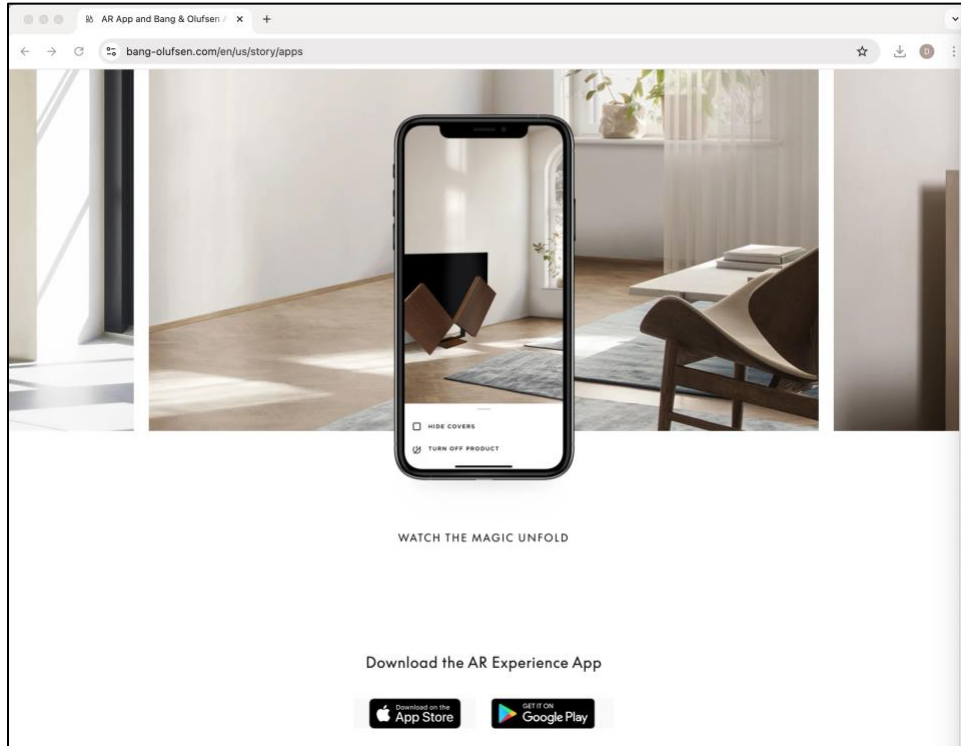 AR App and Bang & Olufsen A
bang-olufsen.com/en/us/story/apps
D
HIDE COVERS
TURN OFF PRODUCT
WATCH THE MAGIC UNFOLD
Download the AR Experience App
Download on the
App Store
GET IT ON
Google Play